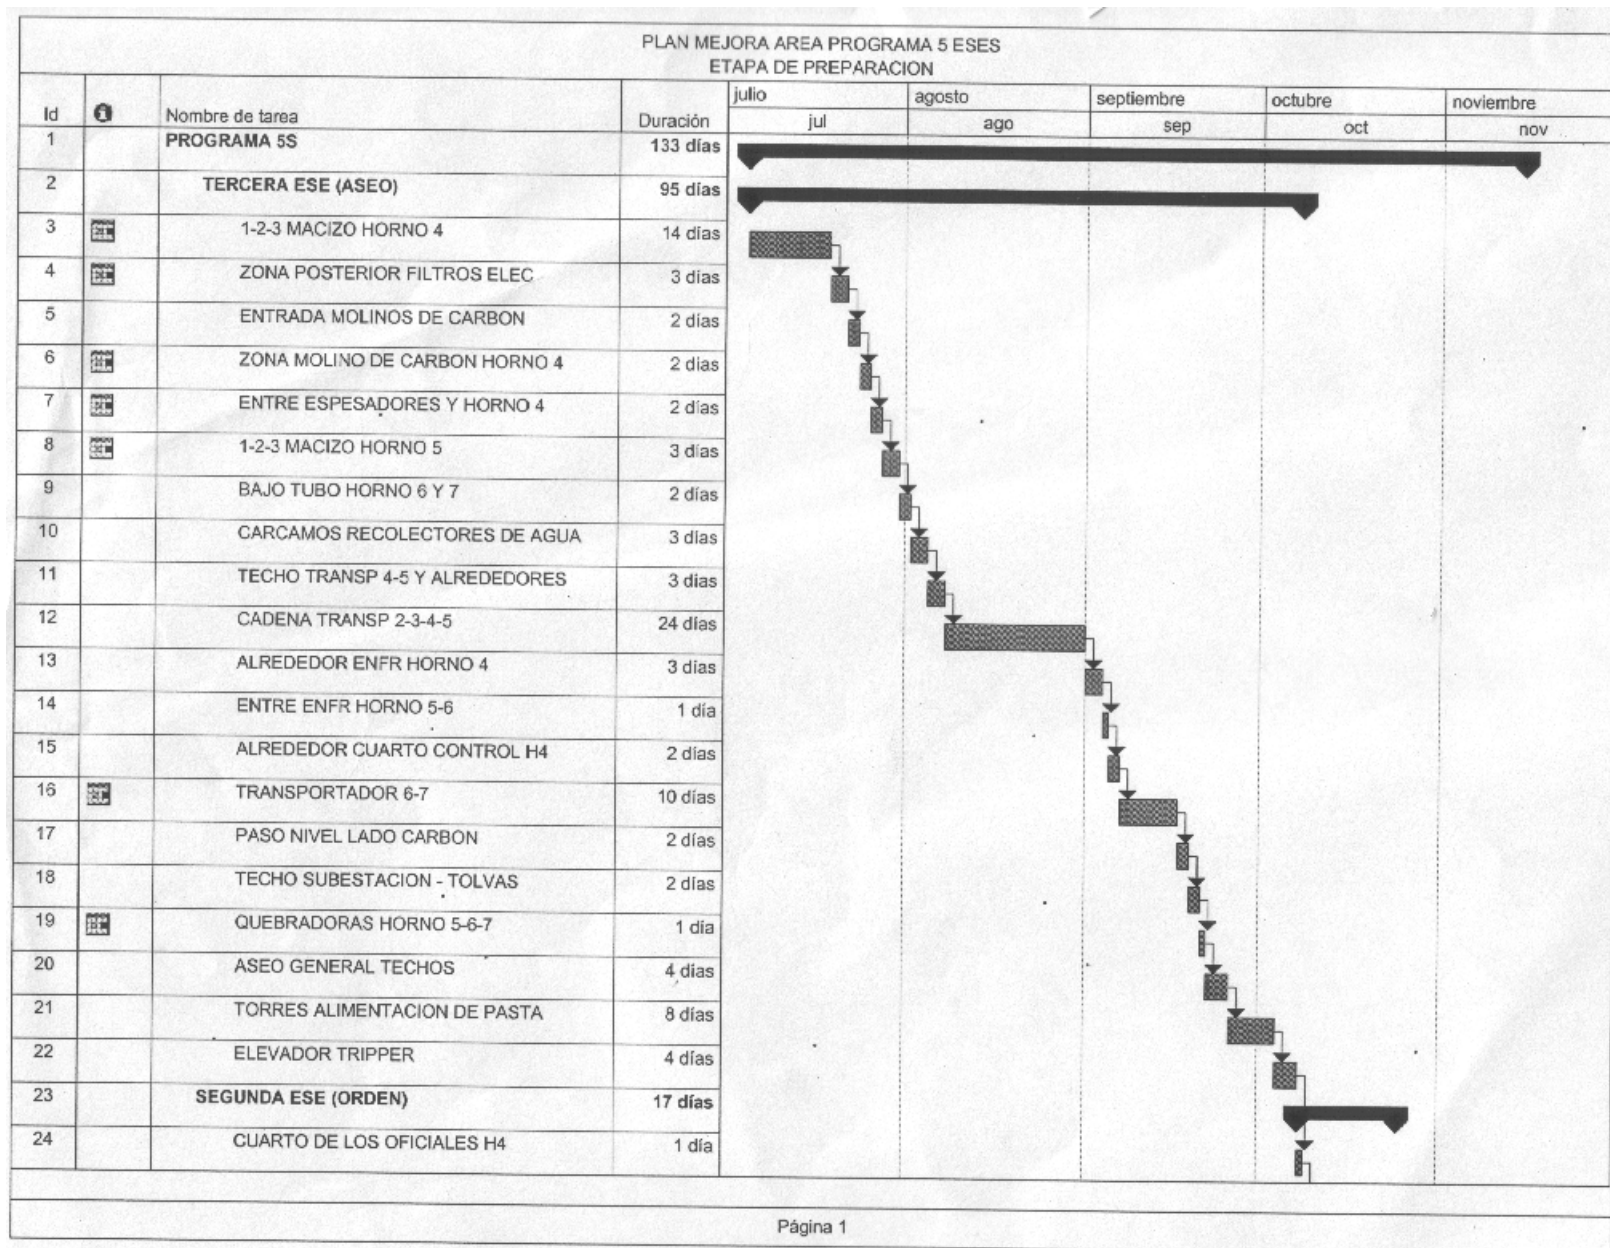 PLAN MEJORA AREA PROGRAMA 5 ESES
ETAPA DE PREPARACION
julio agosto septiembre octubre noviembre
Id Nombre de tarea Duración jul ago sep oct nov
1 PROGRAMA 5S 133 días
2 TERCERA ESE (ASEO) 95 días
3 1-2-3 MACIZO HORNO 4 14 días
4 ZONA POSTERIOR FILTROS ELEC 3 días
5 ENTRADA MOLINOS DE CARBON 2 días
6 ZONA MOLINO DE CARBON HORNO 4 2 días
7 ENTRE ESPESADORES Y HORNO 4 2 días
8 1-2-3 MACIZO HORNO 5 3 días
9 BAJO TUBO HORNO 6 Y 7 2 días
10 CARCAMOS RECOLECTORES DE AGUA 3 días
11 TECHO TRANSP 4-5 Y ALREDEDORES 3 días
12 CADENA TRANSP 2-3-4-5 24 días
13 ALREDEDOR ENFR HORNO 4 3 días
14 ENTRE ENFR HORNO 5-6 1 día
15 ALREDEDOR CUARTO CONTROL H4 2 días
16 TRANSPORTADOR 6-7 10 días
17 PASO NIVEL LADO CARBON 2 días
18 TECHO SUBESTACION - TOLVAS 2 días
19 QUEBRADORAS HORNO 5-6-7 1 día
20 ASEO GENERAL TECHOS 4 días
21 TORRES ALIMENTACION DE PASTA 8 días
22 ELEVADOR TRIPPER 4 días
23 SEGUNDA ESE (ORDEN) 17 días
24 CUARTO DE LOS OFICIALES H4 1 día
Página 1